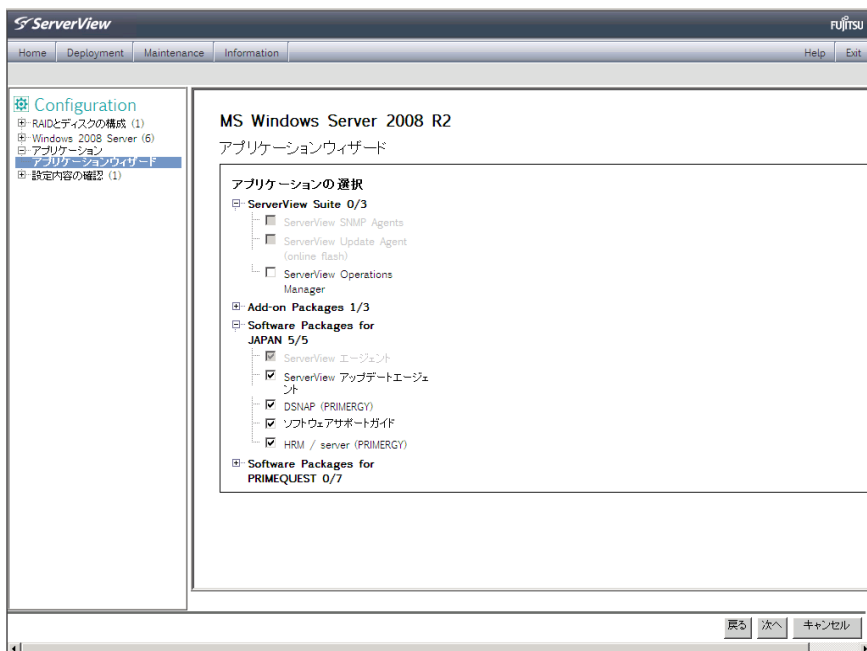 ServerView
FUJITSU
Home Deployment Maintenance Information Help Exit
Configuration
RAIDとディスクの構成 (1)
Windows 2008 Server (6)
アプリケーション
アプリケーションウィザード
設定内容の確認 (1)
MS Windows Server 2008 R2
アプリケーションウィザード
アプリケーションの選択
ServerView Suite 0/3
ServerView SNMP Agents
ServerView Update Agent
(online flash)
ServerView Operations
Manager
Add-on Packages 1/3
Software Packages for
JAPAN 5/5
ServerView エージェント
ServerView アップデートエージェ
ント
DSNAP (PRIMERGY)
ソフトウェアサポートガイド
HRM / server (PRIMERGY)
Software Packages for
PRIMEQUEST 0/7
戻る 次へ キャンセル